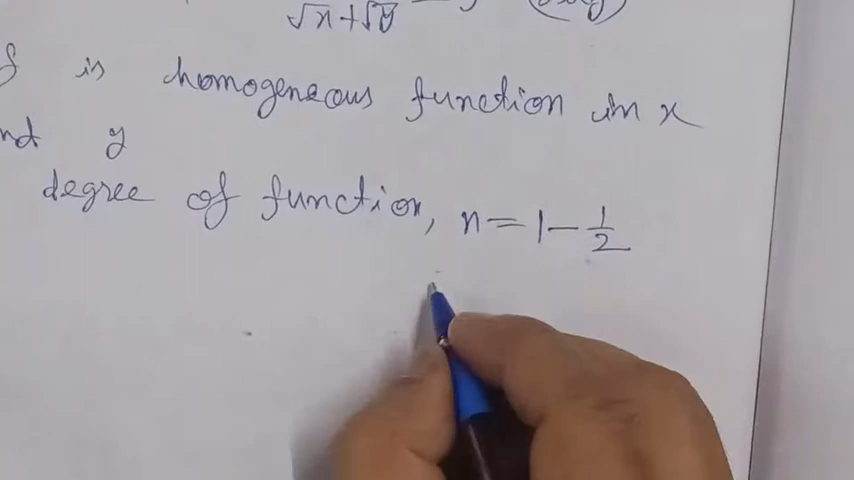 √x+√y
f is homogeneous function in x
y
degree of function, n = 1 - 1/2